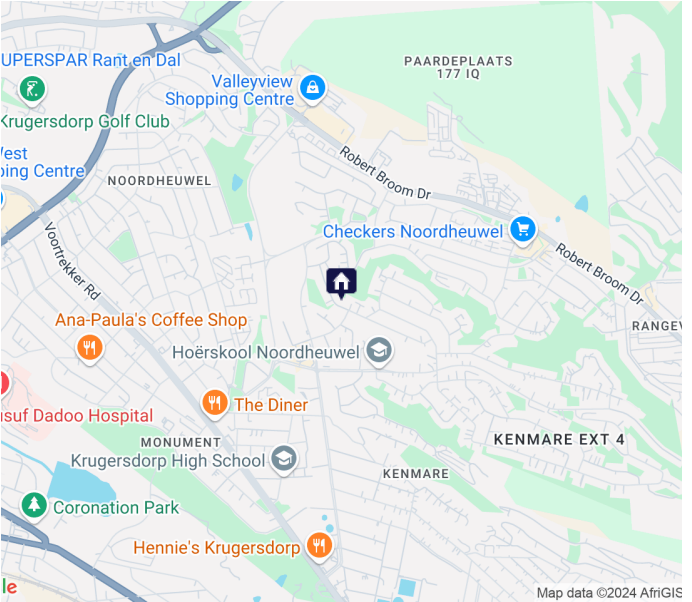 UPERSPAR Rant en Dal
PAARDEPLAATS
177 IQ
Valleyview
Shopping Centre
Krugersdorp Golf Club
West
ping Centre
NOORDHEUWEL
Robert Broom Dr
Checkers Noordheuwel
Voortrekker Rd
Robert Broom Dr
Ana-Paula's Coffee Shop
RANGEV
Hoërskool Noordheuwel
The Diner
usuf Dadoo Hospital
MONUMENT
KENMARE EXT 4
Krugersdorp High School
KENMARE
Coronation Park
Hennie's Krugersdorp
le
Map data ©2024 AfriGIS